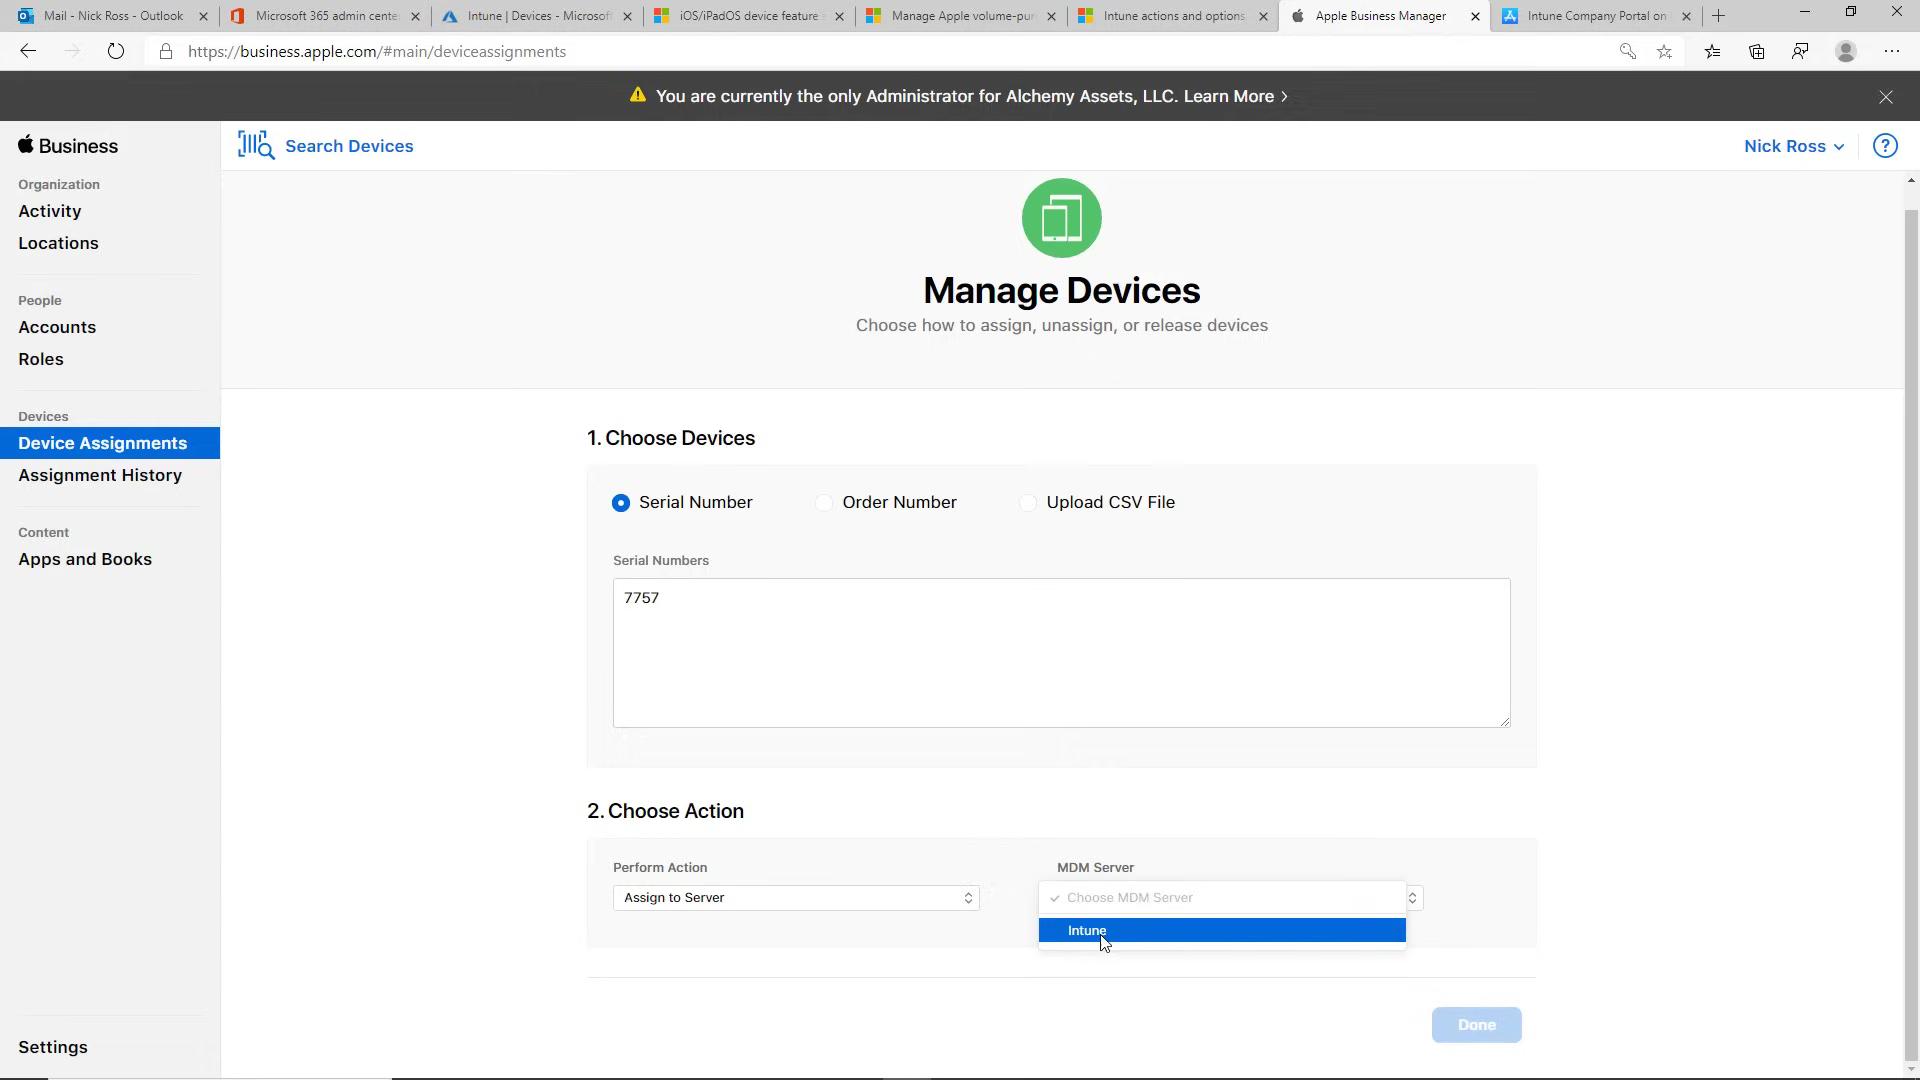 Mail - Nick Ross - Outlook
Microsoft 365 admin cente
Intune | Devices - Microsoft
iOS/iPadOS device feature s
Manage Apple volume-pur
Intune actions and options
Apple Business Manager
Intune Company Portal on
https://business.apple.com/#main/deviceassignments
You are currently the only Administrator for Alchemy Assets, LLC. Learn More >
Business
Search Devices
Nick Ross
?
Organization
Activity
Locations
People
Accounts
Roles
Devices
Device Assignments
Assignment History
Content
Apps and Books
Settings
Manage Devices
Choose how to assign, unassign, or release devices
1. Choose Devices
Serial Number
Order Number
Upload CSV File
Serial Numbers
7757
2. Choose Action
Perform Action
MDM Server
Assign to Server
Choose MDM Server
Intune
Done